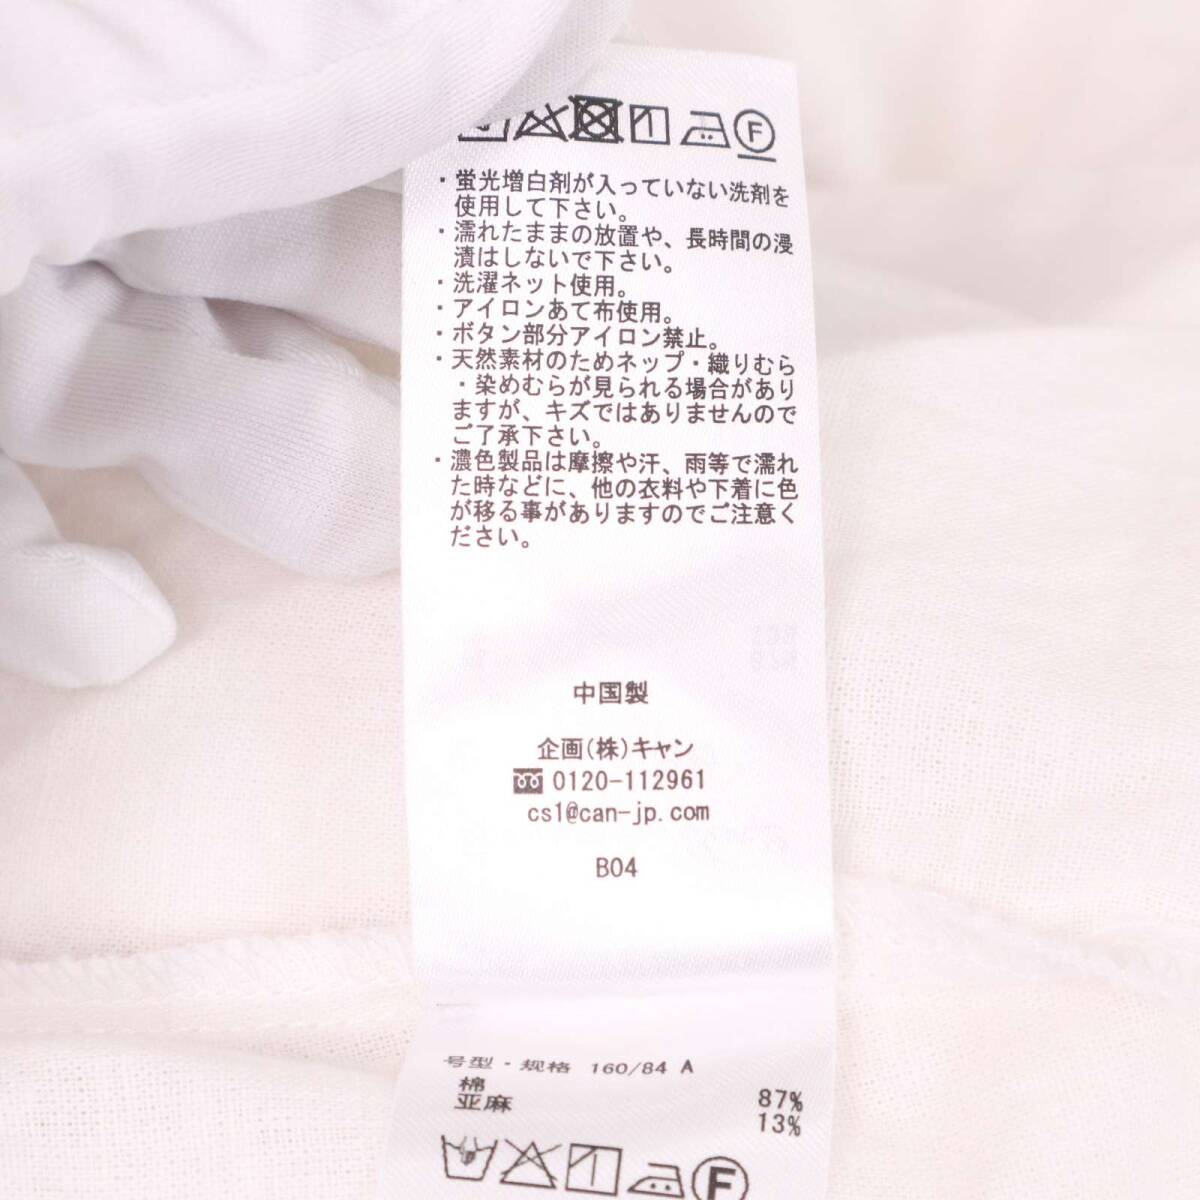 F
・蛍光増白剤が入っていない洗剤を
使用して下さい。
・濡れたままの放置や、長時間の浸
漬はしないで下さい。
・洗濯ネット使用。
・アイロンあて布使用。
・ボタン部分アイロン禁止。
・天然素材のためネップ・織りむら
・染めむらが見られる場合があり
ますが、キズではありませんので
ご了承下さい。
・濃色製品は摩擦や汗、雨等で濡れ
た時などに、他の衣料や下着に色
が移る事がありますのでご注意く
ださい。
中国製
企画(株)キャン
0120-112961
cs1@can-jp.com
B04
号型・规格 160/84 A
棉 87%
亚麻 13%
F